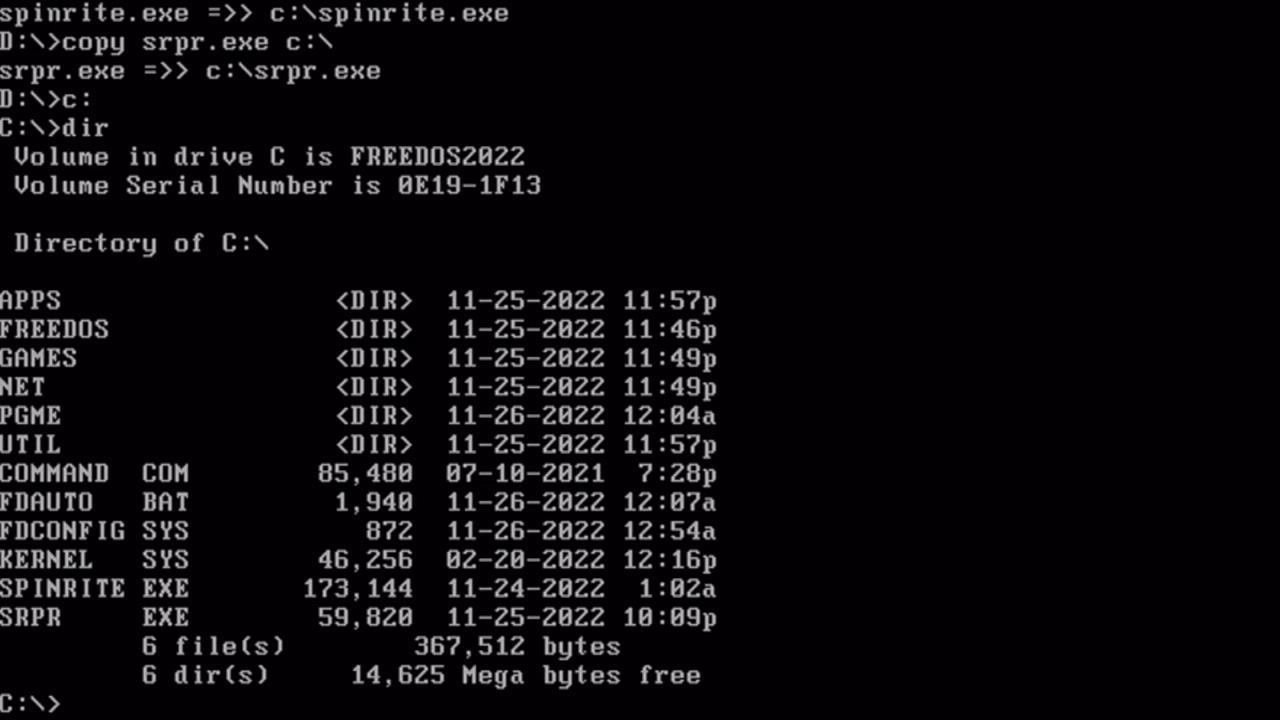 spinrite.exe =>> c:\spinrite.exe
D:\>copy srpr.exe c:\
srpr.exe =>> c:\srpr.exe
D:\>c:
C:\>dir
 Volume in drive C is FREEDOS2022
 Volume Serial Number is 0E19-1F13
 Directory of C:\
APPS                 <DIR>  11-25-2022 11:57p
FREEDOS              <DIR>  11-25-2022 11:46p
GAMES                <DIR>  11-25-2022 11:49p
NET                  <DIR>  11-25-2022 11:49p
PGME                 <DIR>  11-26-2022 12:04a
UTIL                 <DIR>  11-25-2022 11:57p
COMMAND  COM        85,480  07-10-2021  7:28p
FDAUTO   BAT         1,940  11-26-2022 12:07a
FDCONFIG SYS           872  11-26-2022 12:54a
KERNEL   SYS        46,256  02-20-2022 12:16p
SPINRITE EXE       173,144  11-24-2022  1:02a
SRPR     EXE        59,820  11-25-2022 10:09p
         6 file(s)        367,512 bytes
         6 dir(s)     14,625 Mega bytes free
C:\>